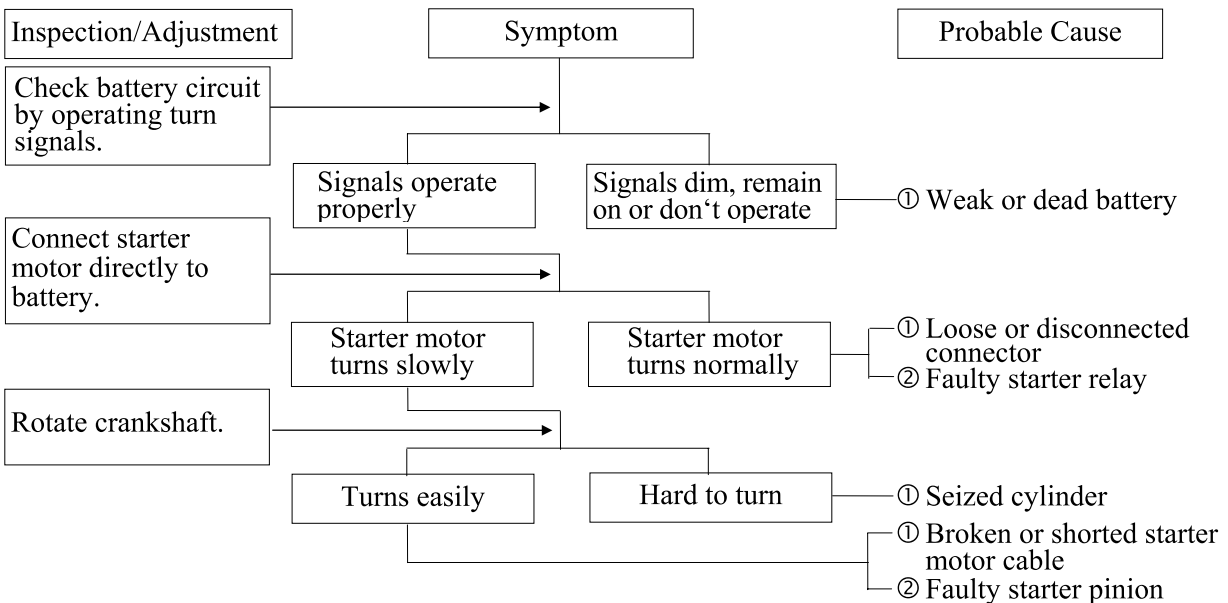 Inspection/Adjustment
Symptom
Probable Cause
Check battery circuit
by operating turn
signals.
Signals operate
properly
Signals dim, remain
on or don‘t operate
① Weak or dead battery
Connect starter
motor directly to
battery.
Starter motor
turns slowly
Starter motor
turns normally
① Loose or disconnected
connector
② Faulty starter relay
Rotate crankshaft.
Turns easily
Hard to turn
① Seized cylinder
① Broken or shorted starter
motor cable
② Faulty starter pinion